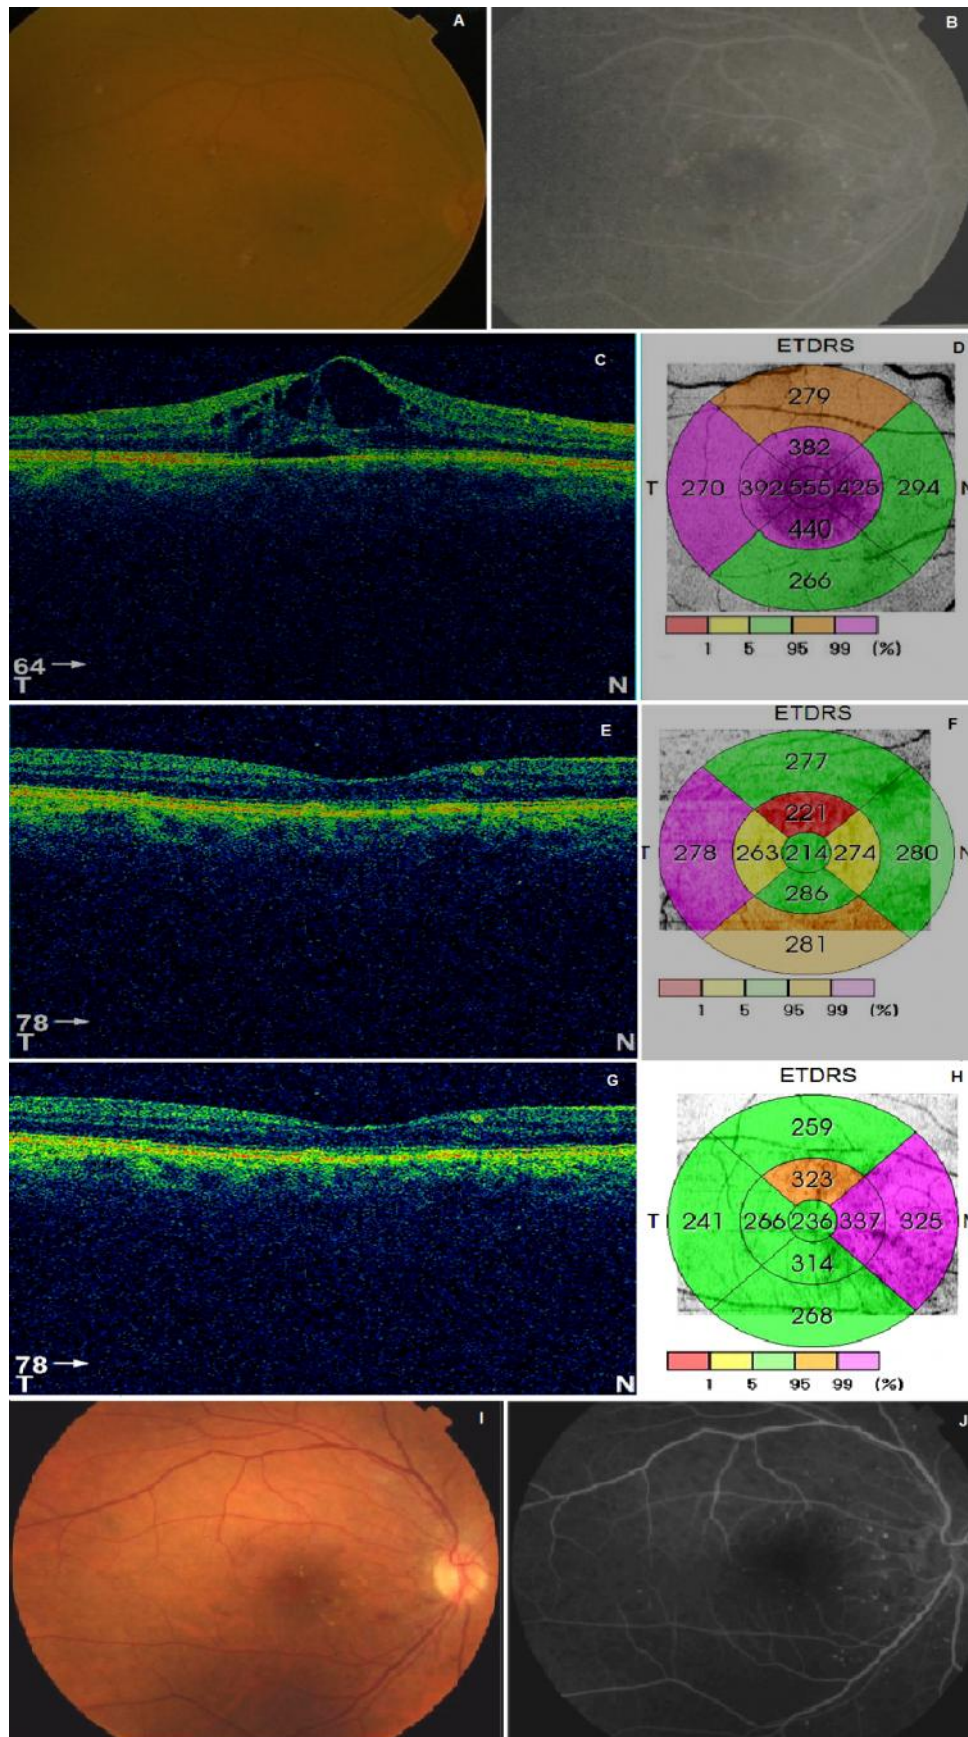 A
B
C
64 →
T N
ETDRS D
279
382
T 270 392 555 425 294 N
440
266
1 5 95 99 (%)
E
78 →
T N
ETDRS
F
277
221
T 278 263 214 274 280 N
286
281
1 5 95 99 (%)
G
78 →
T N
ETDRS H
259
323
T 241 266 236 337 325 N
314
268
1 5 95 99 (%)
I
J